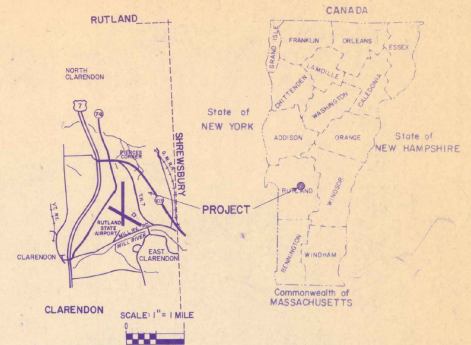 RUTLAND
NORTH
CLARENDON
7
PIERCES
CORNER
SHREWSBURY
103
T.H. 7
RUTLAND
STATE
AIRPORT
MILL RIVER
CLARENDON
EAST
CLARENDON
CLARENDON
SCALE: 1" = 1 MILE
0
1
PROJECT
CANADA
GRAND ISLE
FRANKLIN
ORLEANS
ESSEX
LAMOILLE
CHITTENDEN
WASHINGTON
CALEDONIA
State of
NEW YORK
ADDISON
ORANGE
State of
NEW HAMPSHIRE
RUTLAND
WINDSOR
BENNINGTON
WINDHAM
Commonwealth of
MASSACHUSETTS